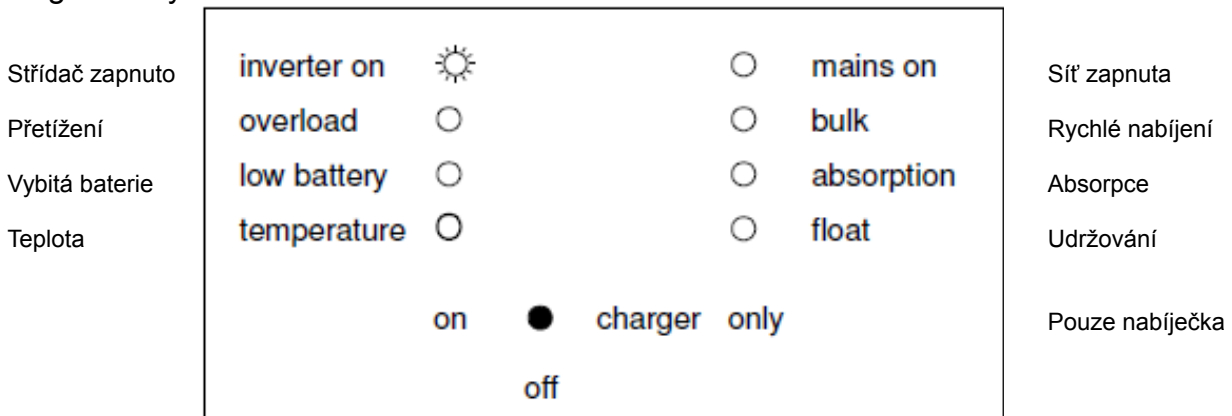 Střídač zapnuto inverter on mains on Síť zapnuta
Přetížení overload bulk Rychlé nabíjení
Vybitá baterie low battery absorption Absorpce
Teplota temperature float Udržování
on charger only Pouze nabíječka
off